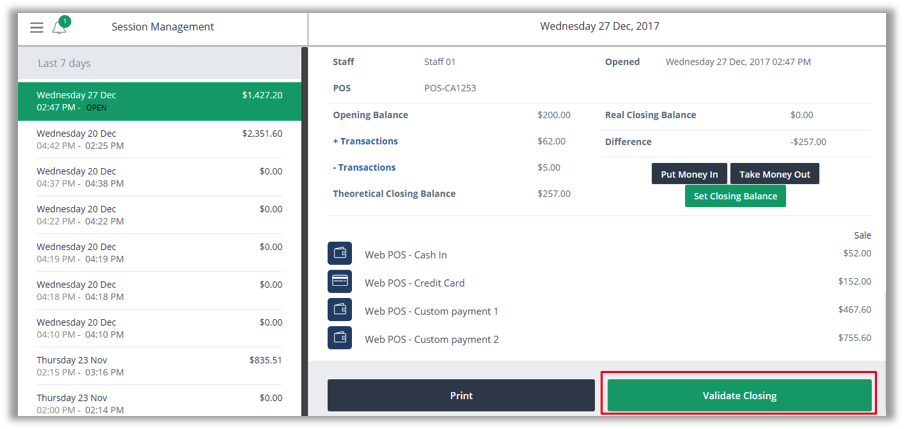 1
Session Management
Wednesday 27 Dec, 2017
Last 7 days
Wednesday 27 Dec $1,427.20
02:47 PM - OPEN
Wednesday 20 Dec $2,351.60
04:42 PM - 02:25 PM
Wednesday 20 Dec $0.00
04:37 PM - 04:38 PM
Wednesday 20 Dec $0.00
04:22 PM - 04:22 PM
Wednesday 20 Dec $0.00
04:19 PM - 04:19 PM
Wednesday 20 Dec $0.00
04:18 PM - 04:18 PM
Wednesday 20 Dec $0.00
04:10 PM - 04:10 PM
Thursday 23 Nov $835.51
02:15 PM - 03:16 PM
Thursday 23 Nov $0.00
02:00 PM - 02:14 PM
Staff Staff 01
Opened Wednesday 27 Dec, 2017 02:47 PM
POS POS-CA1253
Opening Balance $200.00
Real Closing Balance $0.00
+ Transactions $62.00
Difference -$257.00
- Transactions $5.00
Put Money In
Take Money Out
Theoretical Closing Balance $257.00
Set Closing Balance
Sale
Web POS - Cash In $52.00
Web POS - Credit Card $152.00
Web POS - Custom payment 1 $467.60
Web POS - Custom payment 2 $755.60
Print
Validate Closing